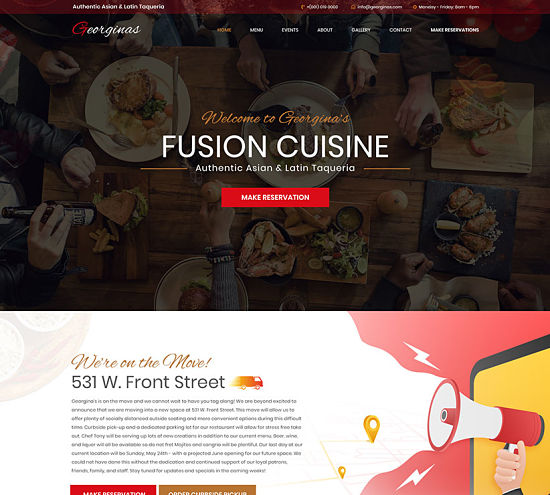 Authentic Asian & Latin Taqueria
+(00) 019 0000 info@georginas.com Monday - Friday: 8am - 6pm
Georginas
HOME MENU EVENTS ABOUT GALLERY CONTACT MAKE RESERVATIONS
Welcome to Georgina's
FUSION CUISINE
Authentic Asian & Latin Taqueria
MAKE RESERVATION
We're on the Move!
531 W. Front Street
Georgina's is on the move and we cannot wait to have you tag along! We are beyond excited to
announce that we are moving into a new space at 531 W. Front Street. This move will allow us to
offer plenty of socially distanced outside seating and more convenient options during this difficult
time. Curbside pick-up and a dedicated parking lot for our restaurant will allow for stress free take
out. Chef Tony will be serving up lots of new creations in addition to our current menu. Beer, wine,
and liquor will all be available so do not fret Mojitos and sangria will be plentiful. Our last day at our
current location will be Sunday, May 24th - with a projected June opening for our future space. We
could not have done this without the dedication and continued support of our loyal patrons,
friends, family, and staff. Stay tuned for updates and specials in the coming weeks!
MAKE RESERVATION ORDER CURBSIDE PICKUP